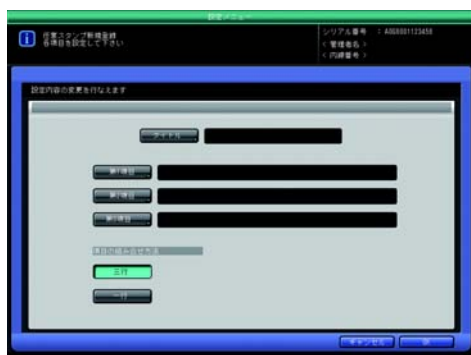 設定メニュー
任意スタンプ新規登録
各項目を設定して下さい
シリアル番号 : A0G0001123456
< 管理者名 >
< 内線番号 >
設定内容の変更を行なえます
タイトル
第1項目
第2項目
第3項目
項目の組み合せ方法
三行
一行
キャンセル
OK